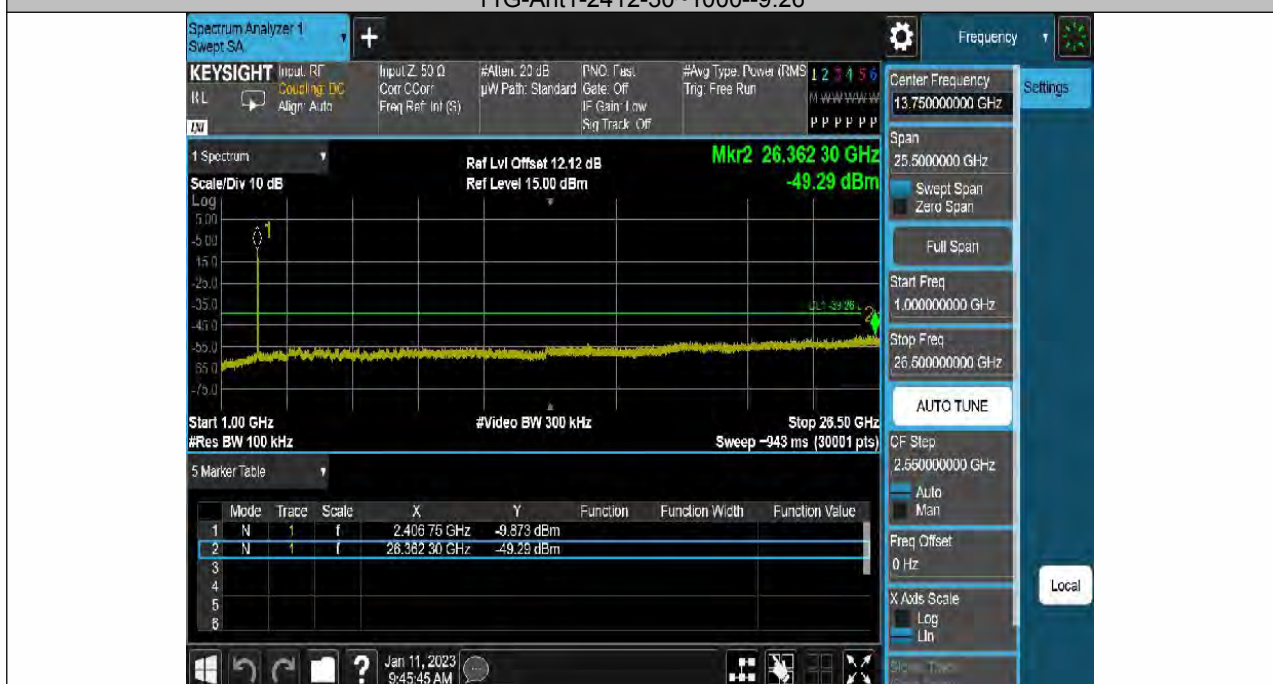 11G-Ant1-2412-30~1000--9.26
Spectrum Analyzer 1
Swept SA
+
Frequency
KEYSIGHT
RL
Input: RF
Coupling: DC
Align: Auto
Input Z: 50 Ω
Corr CCorr
Freq Ref: Int (S)
#Atten: 20 dB
µW Path: Standard
PNO: Fast
Gate: Off
IF Gain: Low
Sig Track: Off
#Avg Type: Power (RMS
Trig: Free Run
1 2 3 4 5 6
M W W W W W
P P P P P P
Center Frequency
13.750000000 GHz
Settings
Span
25.5000000 GHz
Swept Span
Zero Span
Full Span
Start Freq
1.000000000 GHz
Stop Freq
26.500000000 GHz
AUTO TUNE
CF Step
2.550000000 GHz
Auto
Man
Freq Offset
0 Hz
X Axis Scale
Log
Lin
Local
1 Spectrum
Scale/Div 10 dB
Log
Ref Lvl Offset 12.12 dB
Ref Level 15.00 dBm
Mkr2 26.362 30 GHz
-49.29 dBm
5.00
-5.00
-15.0
-25.0
-35.0
-45.0
-55.0
-65.0
-75.0
1
2
Start 1.00 GHz
#Res BW 100 kHz
#Video BW 300 kHz
Stop 26.50 GHz
Sweep ~943 ms (30001 pts)
5 Marker Table
Mode Trace Scale X Y Function Function Width Function Value
1 N 1 f 2.406 75 GHz -9.873 dBm
2 N 1 f 26.362 30 GHz -49.29 dBm
3
4
5
6
?
Jan 11, 2023
9:45:45 AM